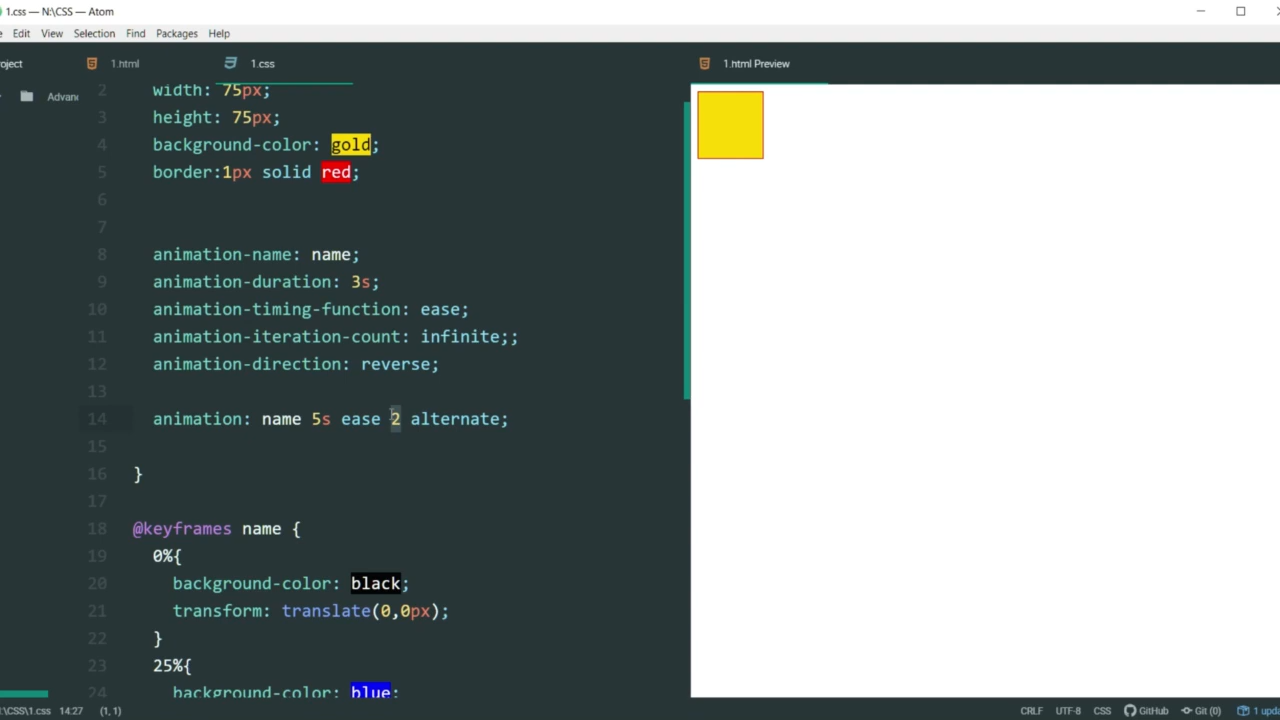 1.css — N:\CSS — Atom
Edit View Selection Find Packages Help
oject 1.html 1.css 1.html Preview
Advan
2 width: 75px;
3 height: 75px;
4 background-color: gold;
5 border:1px solid red;
6
7
8 animation-name: name;
9 animation-duration: 3s;
10 animation-timing-function: ease;
11 animation-iteration-count: infinite;;
12 animation-direction: reverse;
13
14 animation: name 5s ease 2 alternate;
15
16 }
17
18 @keyframes name {
19 0%{
20 background-color: black;
21 transform: translate(0,0px);
22 }
23 25%{
24 background-color: blue;
\CSS\1.css 14:27 (1,1) CRLF UTF-8 CSS GitHub Git (0) 1 upda